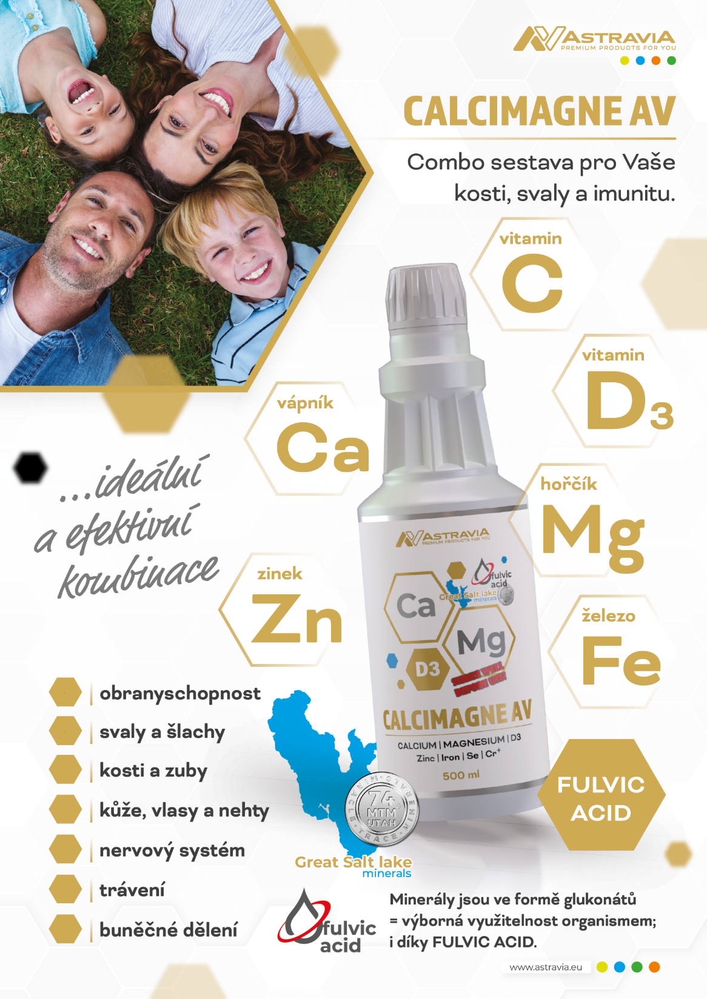 ASTRAVIA
PREMIUM PRODUCTS FOR YOU
CALCIMAGNE AV
Combo sestava pro Vaše
kosti, svaly a imunitu.
vitamin
C
vitamin
D3
vápník
Ca
hořčík
Mg
...ideální
a efektivní
kombinace
zinek
Zn
železo
Fe
ASTRAVIA
PREMIUM PRODUCTS FOR YOU
fulvic
acid
Great Salt lake
minerals
Ca
Mg
D3
SHAKE WELL
BEFORE USE!
CALCIMAGNE AV
CALCIUM | MAGNESIUM | D3
Zinc | Iron | Se | Cr+
500 ml
obranyschopnost
svaly a šlachy
kosti a zuby
kůže, vlasy a nehty
nervový systém
trávení
buněčné dělení
FULVIC
ACID
74
MTM
UTAH
MINERALS
TRACE
MIRACLE
Great Salt lake
minerals
fulvic
acid
Minerály jsou ve formě glukonátů
= výborná využitelnost organismem;
i díky FULVIC ACID.
www.astravia.eu